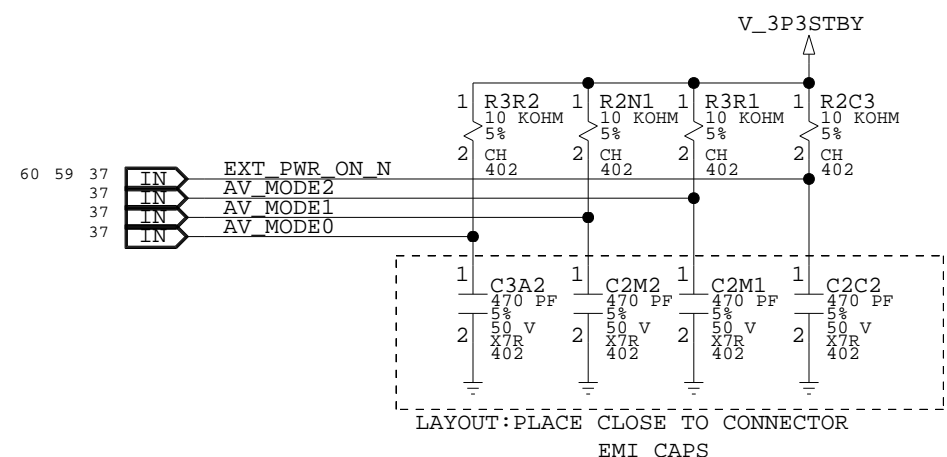 V_3P3STBY
1 R3R2 1 R2N1 1 R3R1 1 R2C3
10 KOHM 10 KOHM 10 KOHM 10 KOHM
5% 5% 5% 5%
2 CH 2 CH 2 CH 2 CH
402 402 402 402
60 59 37 IN EXT_PWR_ON_N
37 IN AV_MODE2
37 IN AV_MODE1
37 IN AV_MODE0
1 C3A2 1 C2M2 1 C2M1 1 C2C2
470 PF 470 PF 470 PF 470 PF
5% 5% 5% 5%
2 50 V 2 50 V 2 50 V 2 50 V
X7R X7R X7R X7R
402 402 402 402
LAYOUT:PLACE CLOSE TO CONNECTOR
EMI CAPS